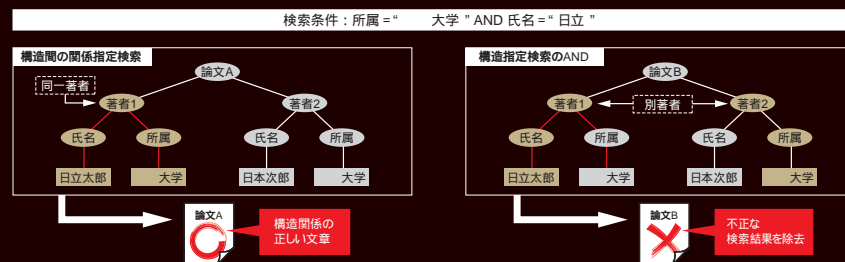 検索条件：所属＝“　　大学 ” AND 氏名＝“ 日立 ”
構造間の関係指定検索
論文A
同一著者
著者1
著者2
氏名
所属
氏名
所属
日立太郎
大学
日本次郎
大学
論文A
構造関係の
正しい文章
構造指定検索のAND
論文B
著者1
別著者
著者2
氏名
所属
氏名
所属
日立太郎
大学
日本次郎
大学
論文B
不正な
検索結果を除去